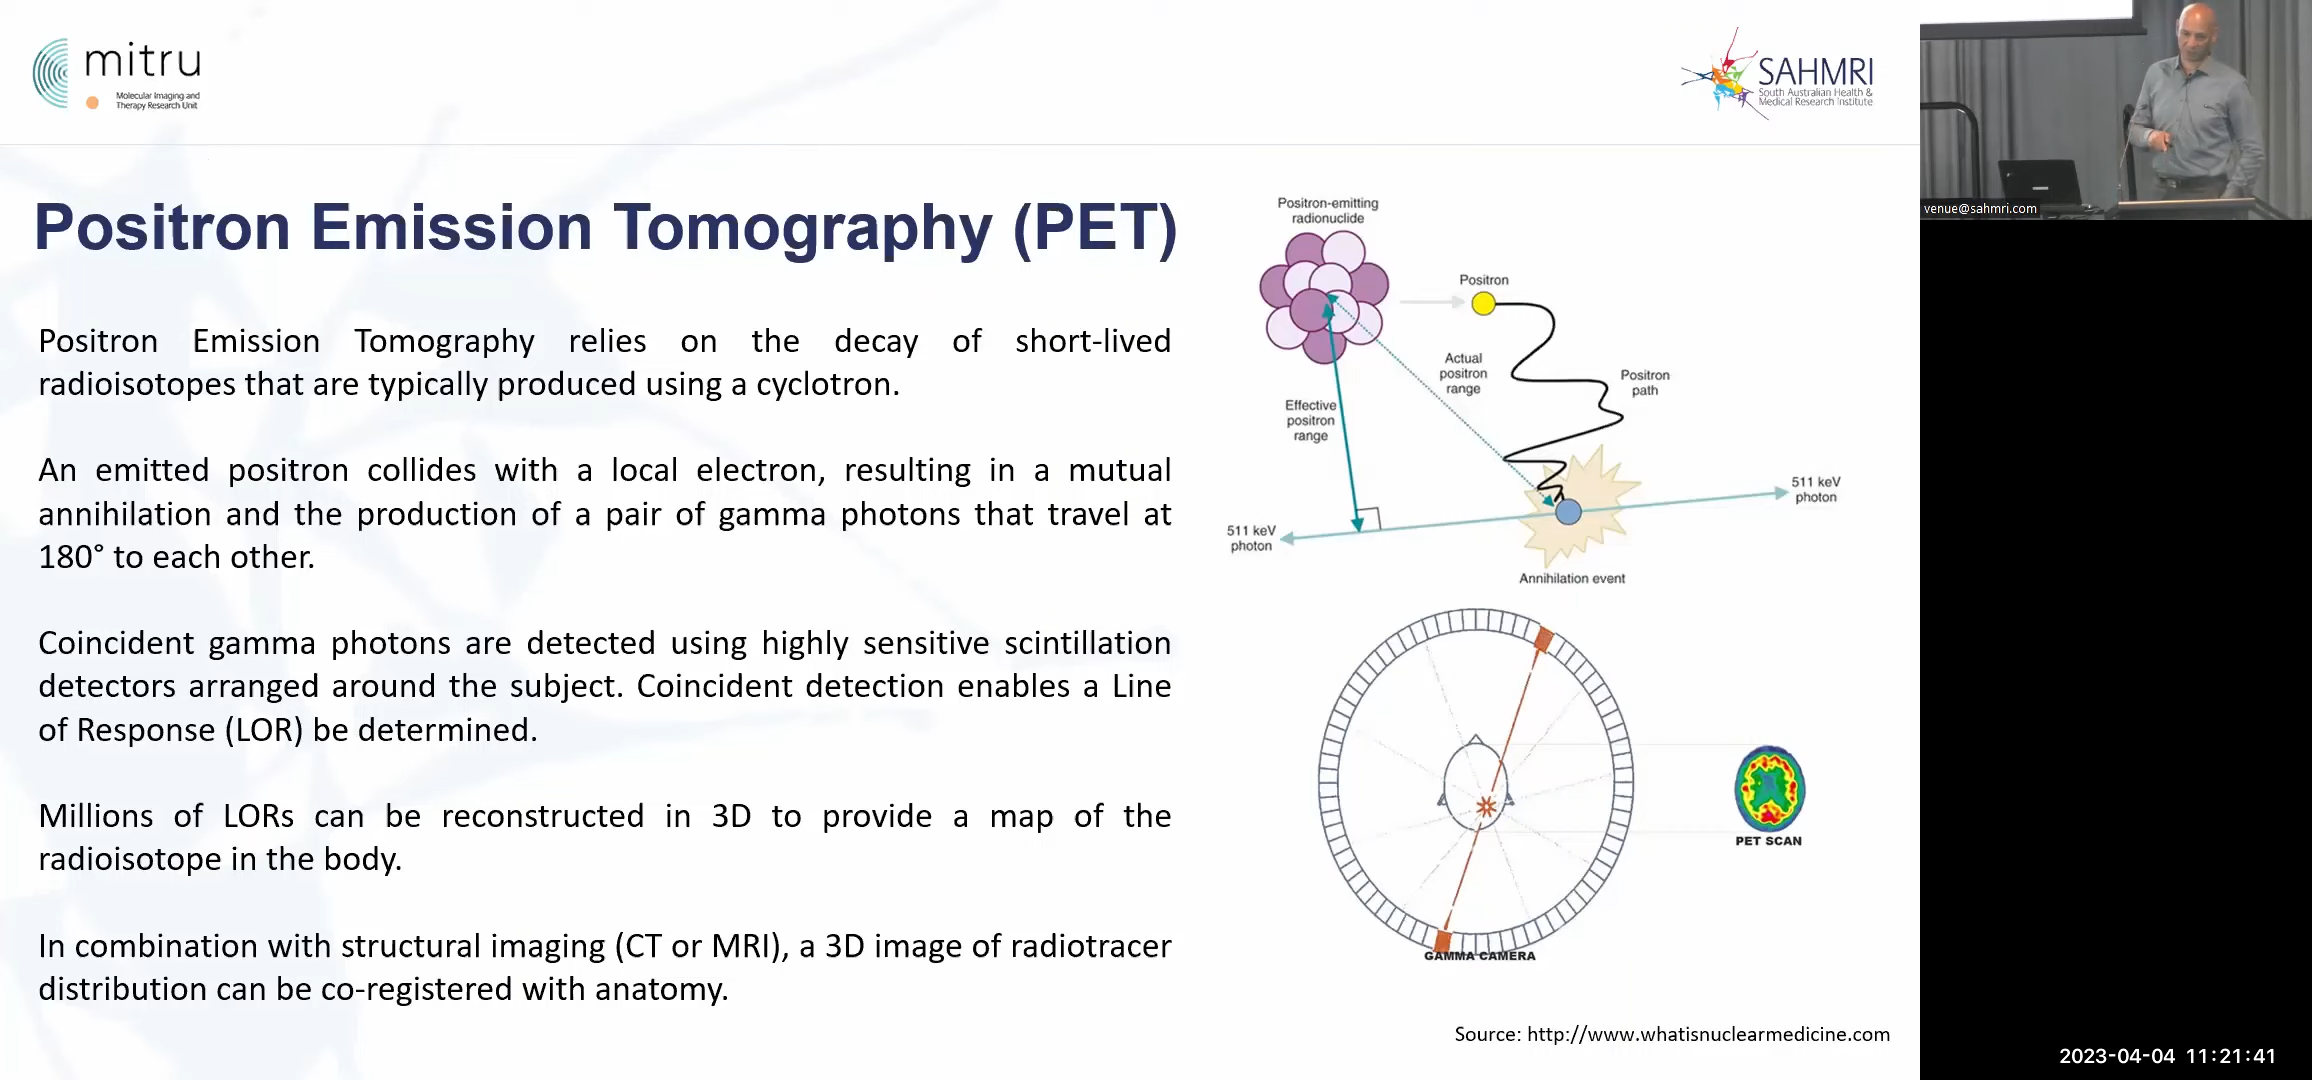 mitru
Molecular Imaging and
Therapy Research Unit
SAHMRI
South Australian Health &
Medical Research Institute
Positron Emission Tomography (PET)
Positron Emission Tomography relies on the decay of short-lived
radioisotopes that are typically produced using a cyclotron.
An emitted positron collides with a local electron, resulting in a mutual
annihilation and the production of a pair of gamma photons that travel at
180° to each other.
Coincident gamma photons are detected using highly sensitive scintillation
detectors arranged around the subject. Coincident detection enables a Line
of Response (LOR) be determined.
Millions of LORs can be reconstructed in 3D to provide a map of the
radioisotope in the body.
In combination with structural imaging (CT or MRI), a 3D image of radiotracer
distribution can be co-registered with anatomy.
Positron-emitting
radionuclide
Positron
Actual
positron
range
Positron
path
Effective
positron
range
511 keV
photon
511 keV
photon
Annihilation event
PET SCAN
GAMMA CAMERA
Source: http://www.whatisnuclearmedicine.com
venue@sahmri.com
2023-04-04 11:21:41